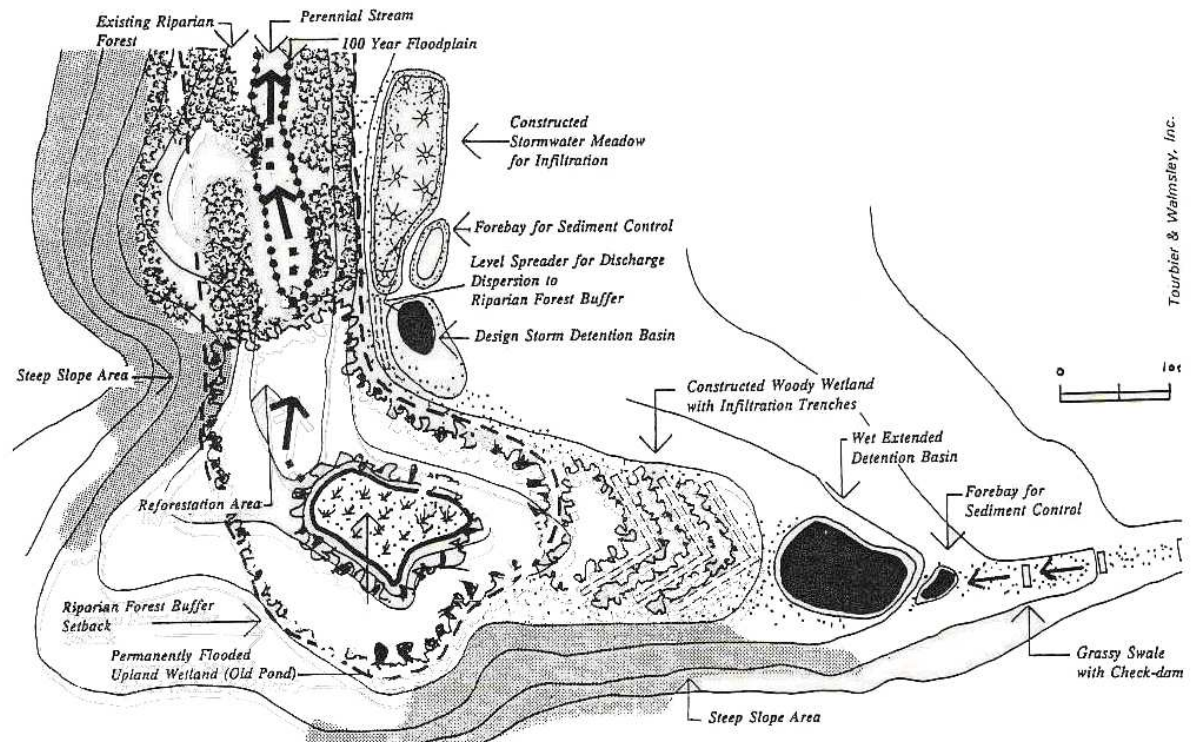 Existing Riparian
Forest
Perennial Stream
100 Year Floodplain
Constructed
Stormwater Meadow
for Infiltration
Forebay for Sediment Control
Level Spreader for Discharge
Dispersion to
Riparian Forest Buffer
Design Storm Detention Basin
Tourbier & Walmsley, Inc.
0
Steep Slope Area
Constructed Woody Wetland
with Infiltration Trenches
Wet Extended
Detention Basin
Forebay for
Sediment Control
Reforestation Area
Riparian Forest Buffer
Setback
Permanently Flooded
Upland Wetland (Old Pond)
Grassy Swale
with Check-dam
Steep Slope Area